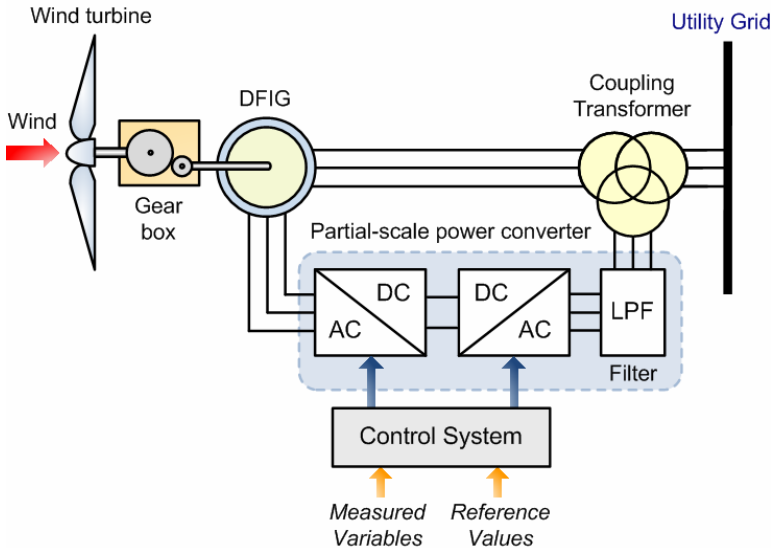 Wind turbine
Utility Grid
DFIG
Coupling
Transformer
Wind
Gear
box
Partial-scale power converter
DC
AC
DC
AC
LPF
Filter
Control System
Measured
Variables
Reference
Values